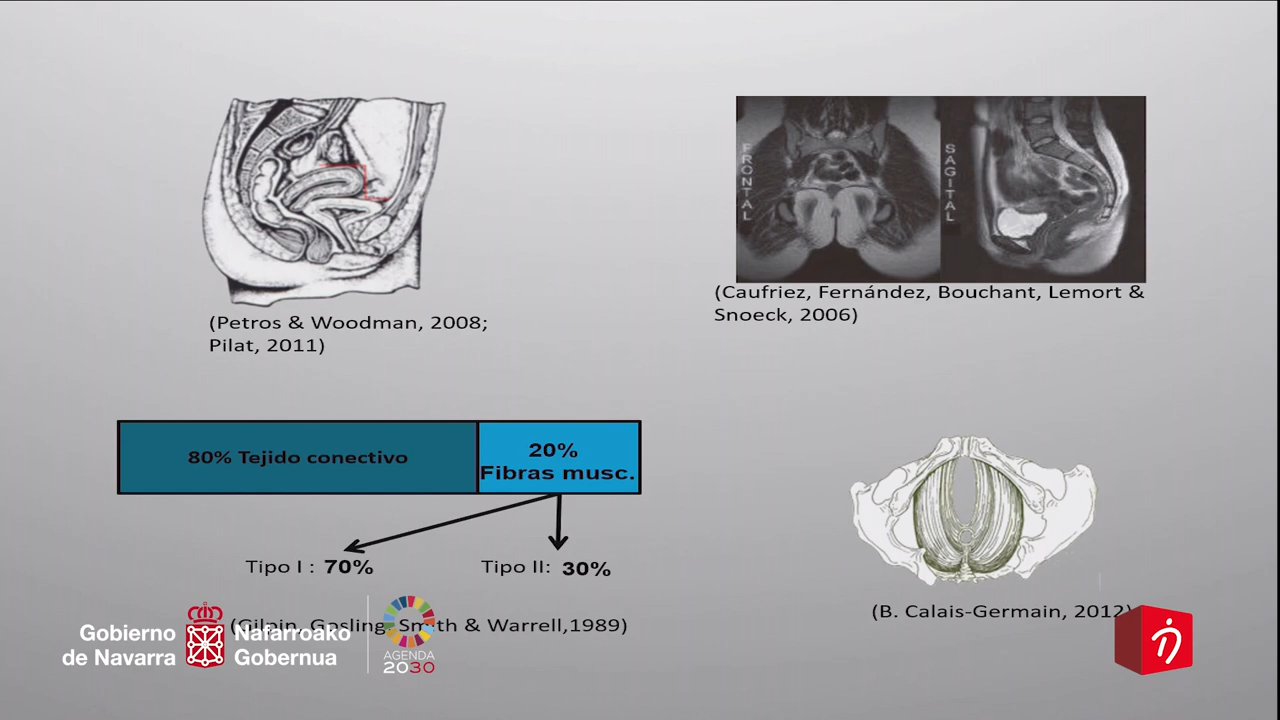 FRONTAL
SAGITAL
(Petros & Woodman, 2008;
Pilat, 2011)
(Caufriez, Fernández, Bouchant, Lemort &
Snoeck, 2006)
80% Tejido conectivo
20%
Fibras musc.
Tipo I : 70%
Tipo II: 30%
(Gilpin, Gosling, Smith & Warrell,1989)
(B. Calais-Germain, 2012)
Gobierno
de Navarra
Nafarroako
Gobernua
AGENDA
2030